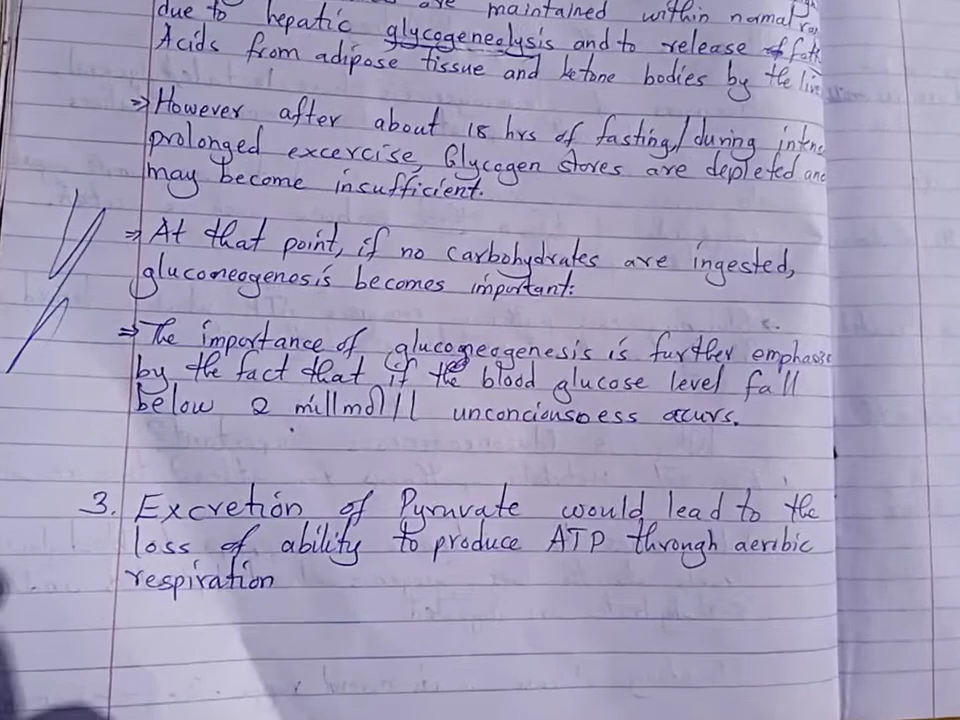 due to hepatic glycogeneolysis and to release of
Acids from adipose tissue and ketone bodies by the
⇒ However after about 18 hrs of fasting/during
prolonged excercise, Glycogen stores are depleted and
may become insufficient.
⇒ At that point, if no carbohydrates are ingested,
gluconeogenosis becomes important:
⇒ The importance of gluconeogenesis is further
by the fact that if the blood glucose level fall
below 2 millmol/l unconciousness acurs.
3. Excretion of Pyruvate would lead to the
loss of ability to produce ATP through aerobic
respiration